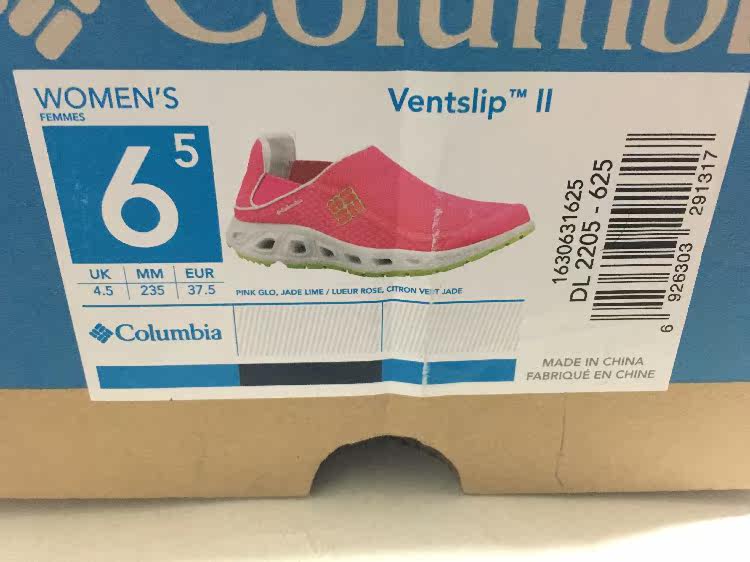 Columbi
WOMEN'S
FEMMES
Ventslip™ II
6 5
UK MM EUR
4.5 235 37.5
PINK GLO, JADE LIME / LUEUR ROSE, CITRON VERT JADE
Columbia
Columbia
1630631625
DL 2205 - 625
6 926303 291317
MADE IN CHINA
FABRIQUÉ EN CHINE